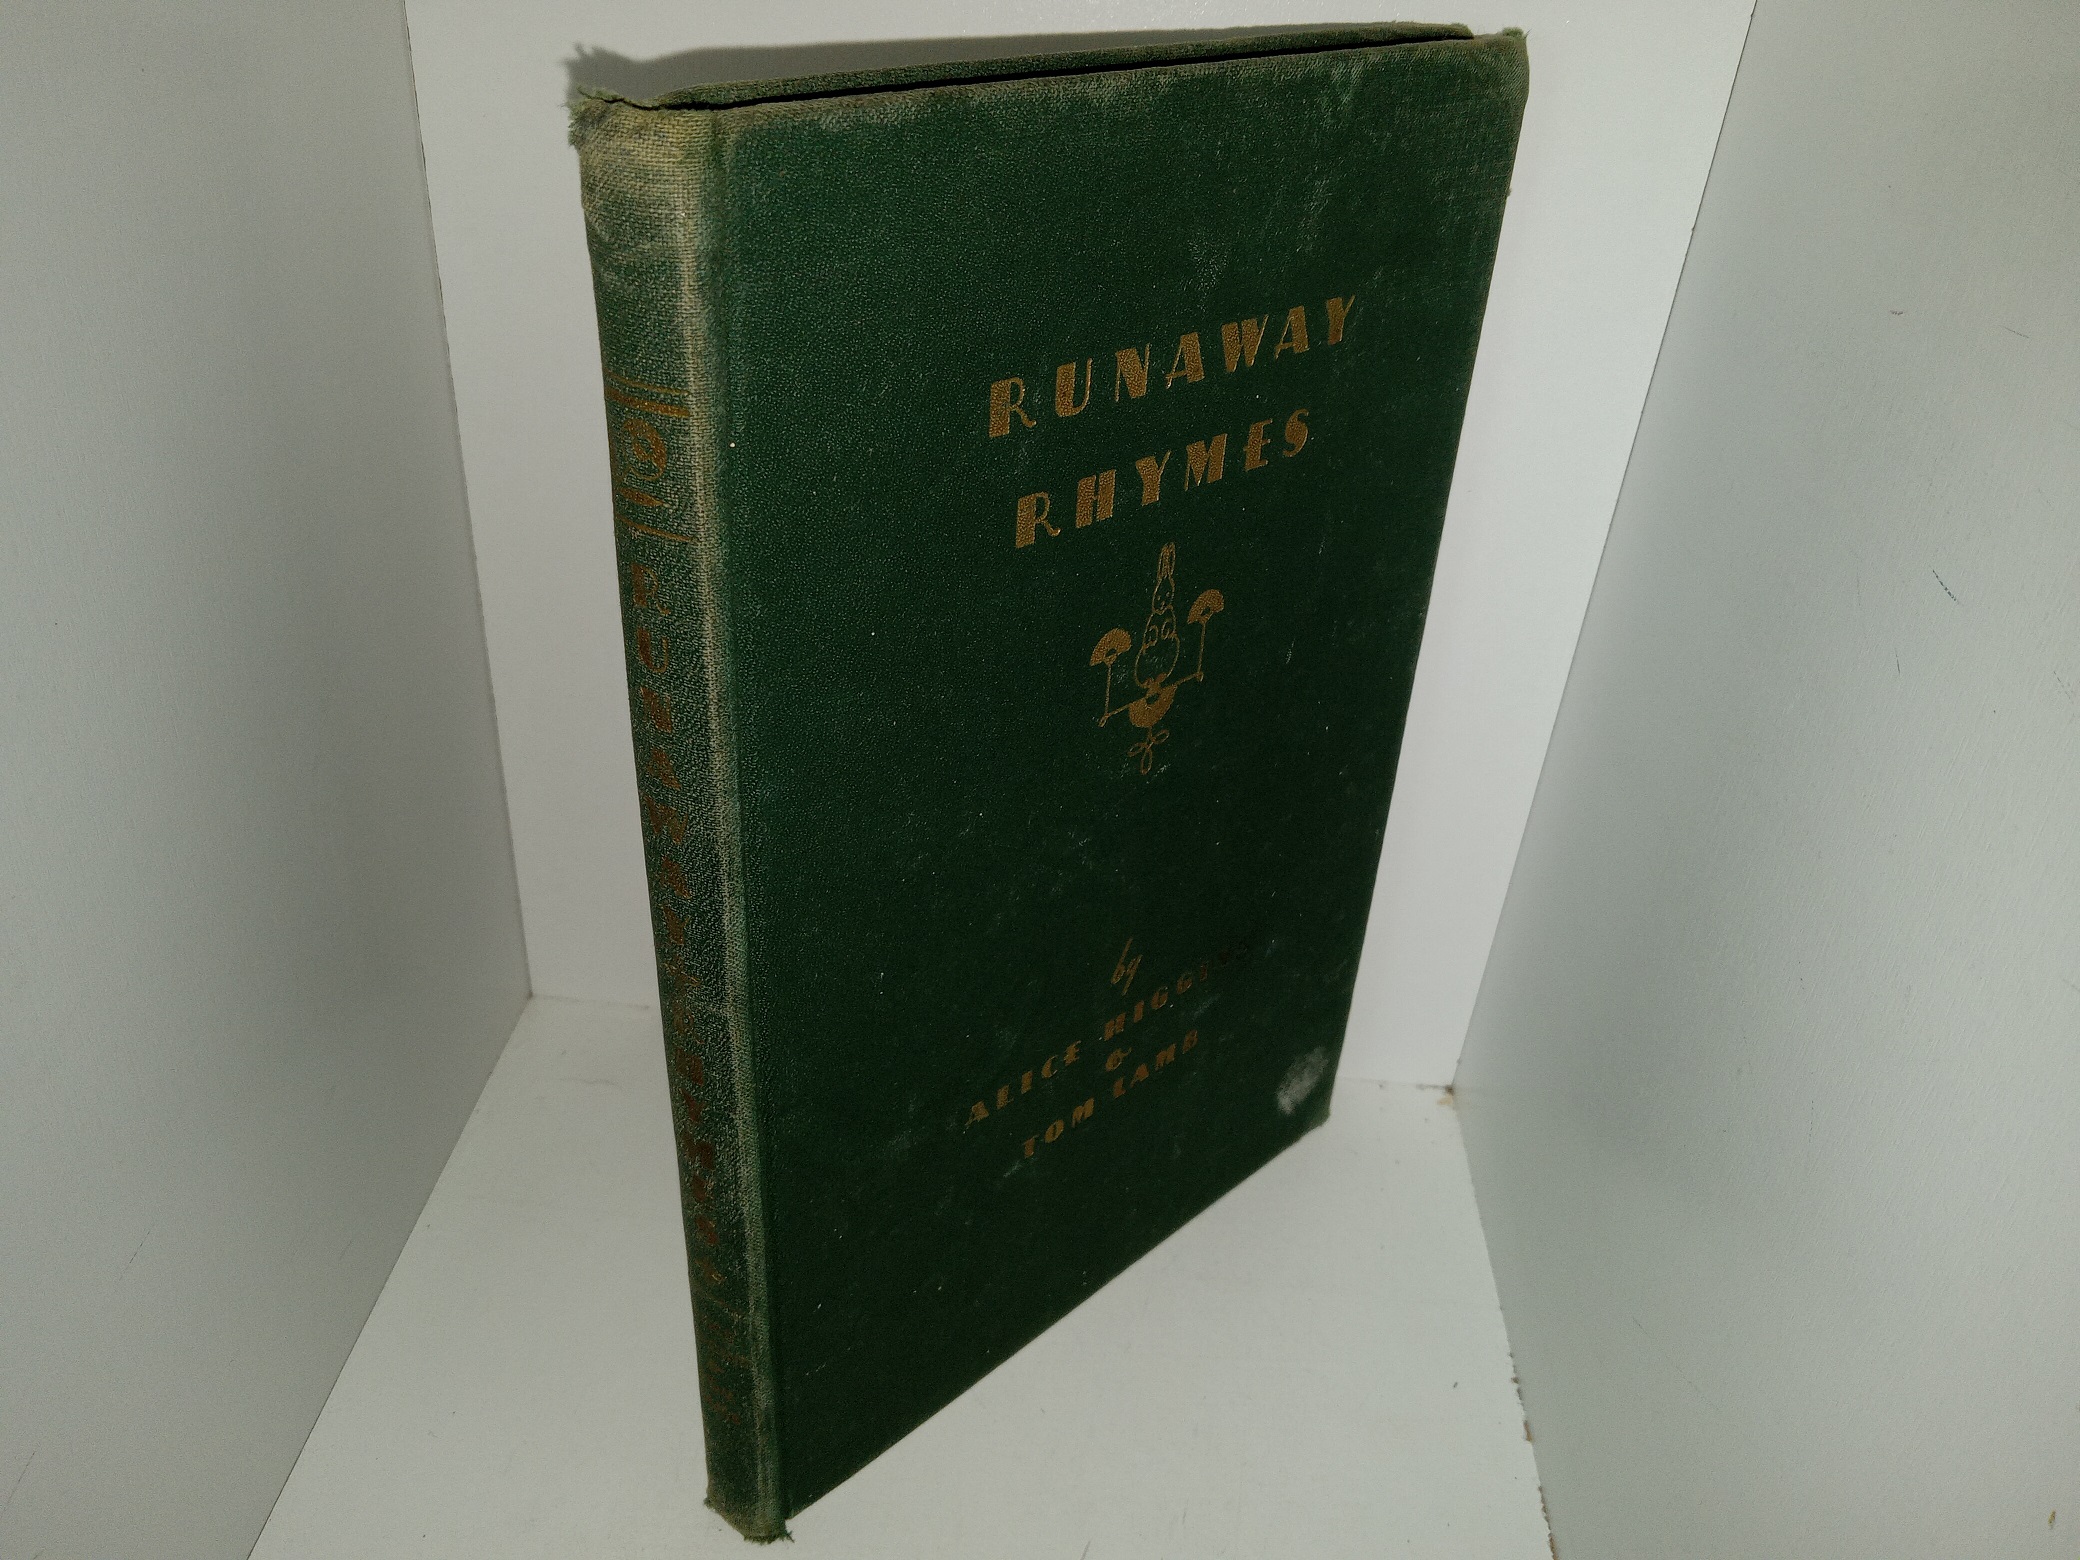 RUNAWAY
RHYMES
by
ALICE HIGGINS
&
TOM LAMB
RUNAWAY RHYMES